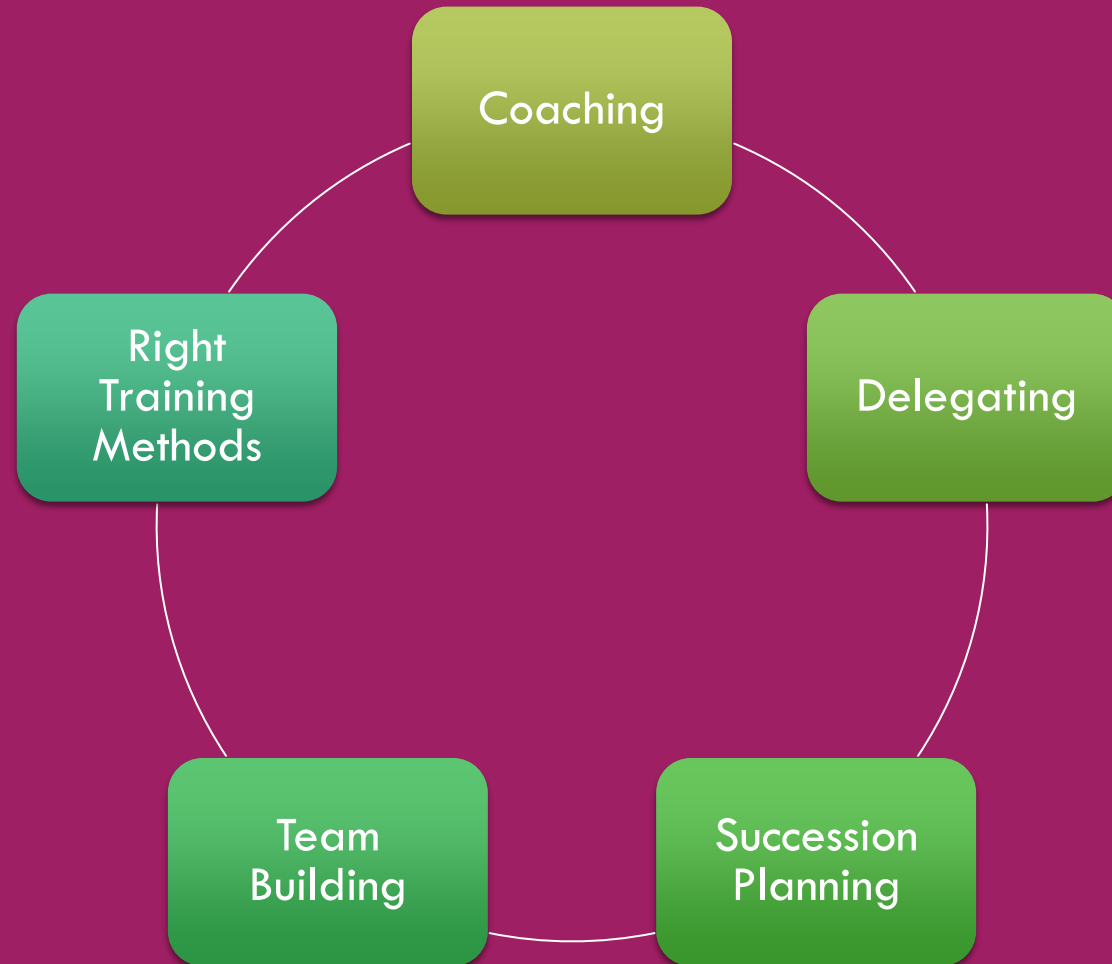 Coaching
Delegating
Succession
Planning
Team
Building
Right
Training
Methods